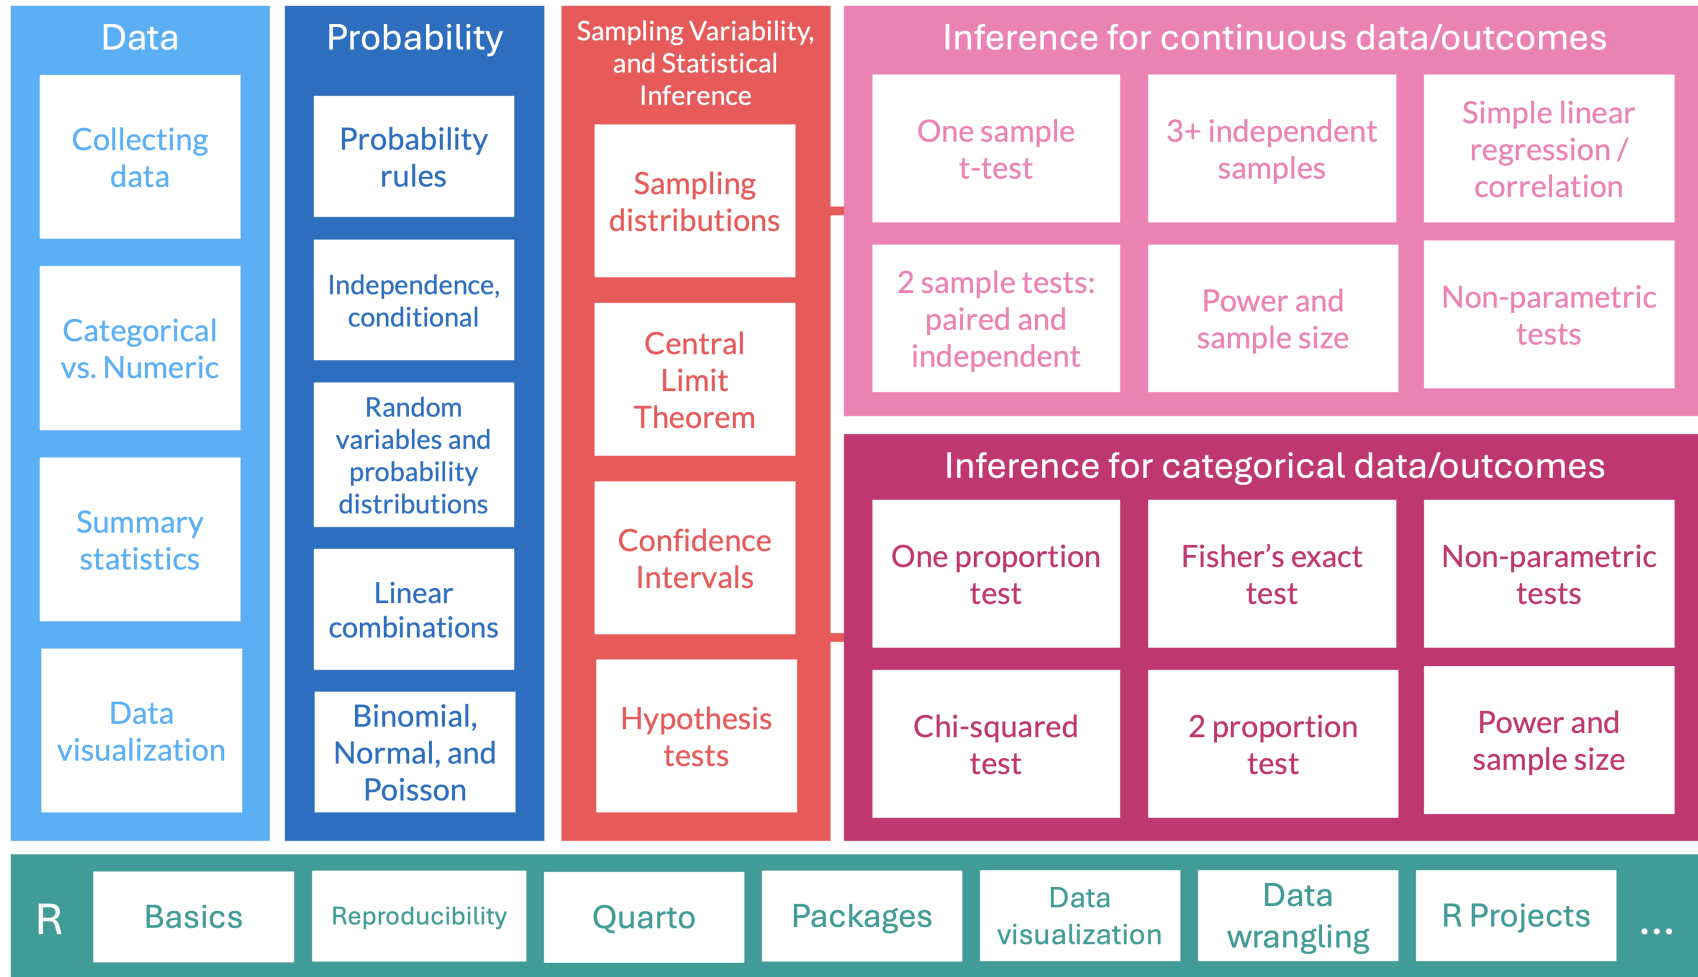 Data
Collecting
data
Categorical
vs. Numeric
Summary
statistics
Data
visualization
Probability
Probability
rules
Independence,
conditional
Random
variables and
probability
distributions
Linear
combinations
Binomial,
Normal, and
Poisson
Sampling Variability,
and Statistical
Inference
Sampling
distributions
Central
Limit
Theorem
Confidence
Intervals
Hypothesis
tests
Inference for continuous data/outcomes
One sample
t-test
3+ independent
samples
Simple linear
regression /
correlation
2 sample tests:
paired and
independent
Power and
sample size
Non-parametric
tests
Inference for categorical data/outcomes
One proportion
test
Fisher’s exact
test
Non-parametric
tests
Chi-squared
test
2 proportion
test
Power and
sample size
R
Basics
Reproducibility
Quarto
Packages
Data
visualization
Data
wrangling
R Projects
...